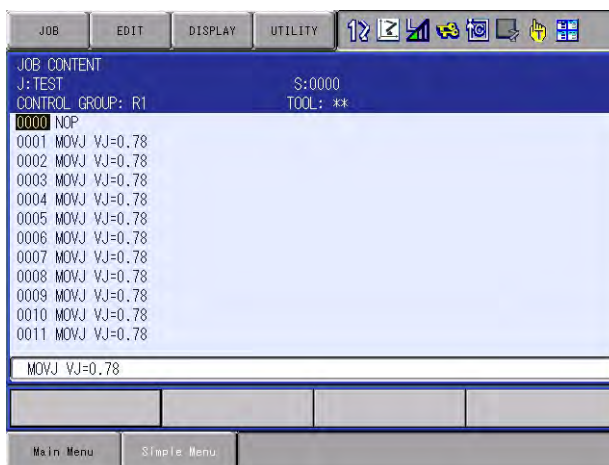 JOB EDIT DISPLAY UTILITY
JOB CONTENT
J:TEST S:0000
CONTROL GROUP: R1 TOOL: **
0000 NOP
0001 MOVJ VJ=0.78
0002 MOVJ VJ=0.78
0003 MOVJ VJ=0.78
0004 MOVJ VJ=0.78
0005 MOVJ VJ=0.78
0006 MOVJ VJ=0.78
0007 MOVJ VJ=0.78
0008 MOVJ VJ=0.78
0009 MOVJ VJ=0.78
0010 MOVJ VJ=0.78
0011 MOVJ VJ=0.78
MOVJ VJ=0.78
Main Menu Simple Menu